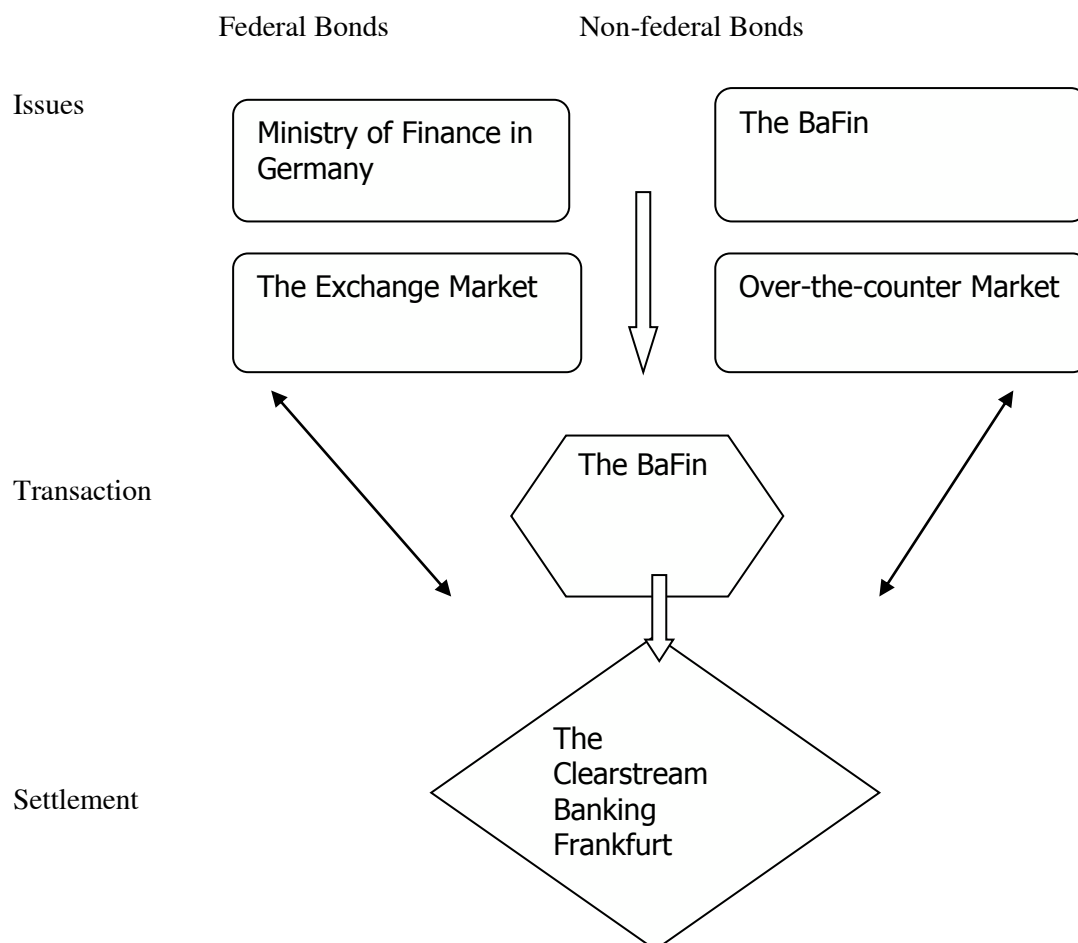 Federal Bonds
Non-federal Bonds
Issues
Ministry of Finance in
Germany
The BaFin
The Exchange Market
Over-the-counter Market
Transaction
The BaFin
Settlement
The
Clearstream
Banking
Frankfurt